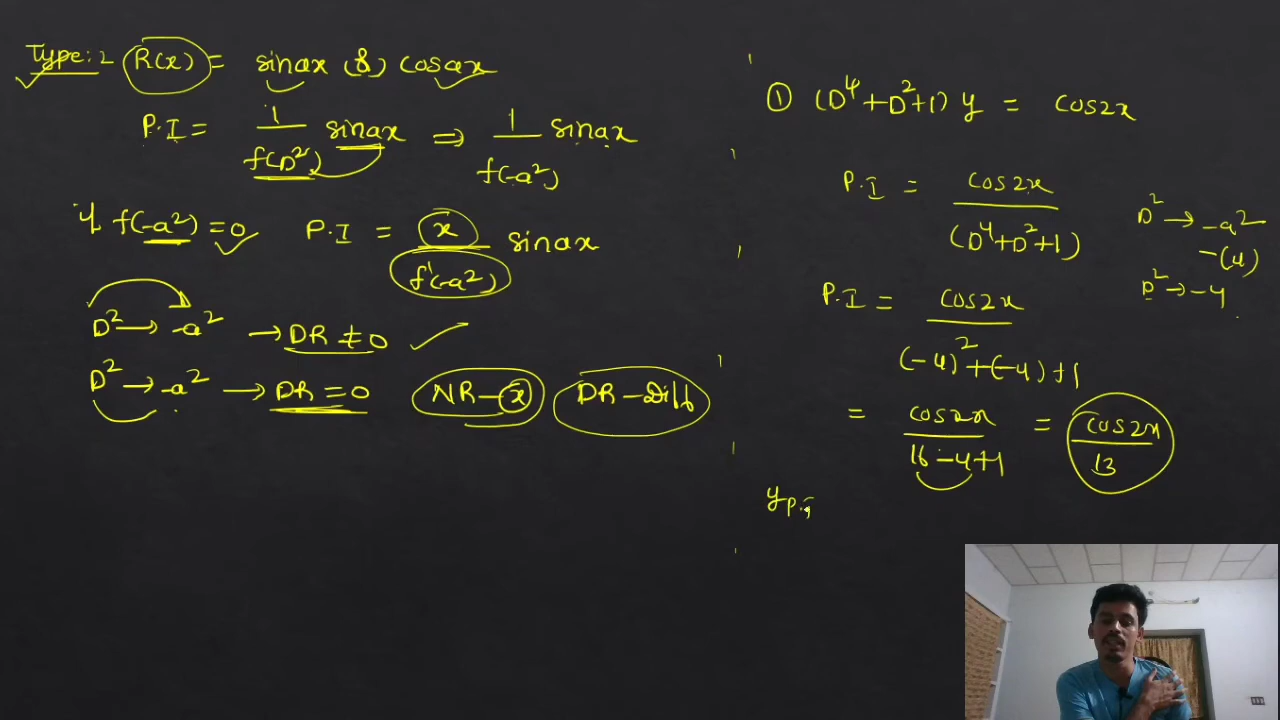 Type: 2 R(x) = sinax (&) cosax
P.I = 1/f(D²) sinax ⇒ 1/f(-a²) sinax
If f(-a²) = 0 P.I = x/f'(-a²) sinax
D² → -a² → DR ≠ 0 ✓
D² → -a² → DR = 0 NR - x DR - Diff
① (D⁴+D²+1) y = cos2x
P.I = cos2x/(D⁴+D²+1)
D² → -a²
-(4)
D² → -4
P.I = cos2x/(-4)²+(-4)+1
= cos2x/16-4+1 = cos2x/13
y P.I